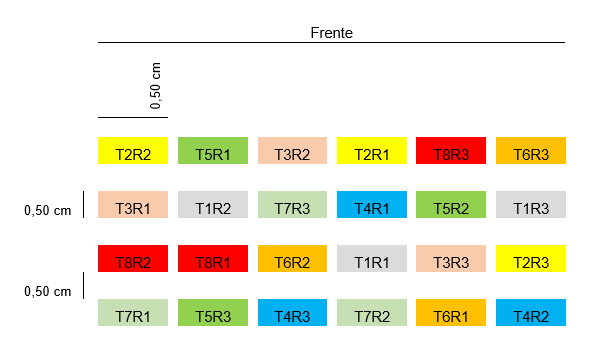 Frente
0,50 cm
T2R2 T5R1 T3R2 T2R1 T8R3 T6R3
T3R1 T1R2 T7R3 T4R1 T5R2 T1R3
0,50 cm
T8R2 T8R1 T6R2 T1R1 T3R3 T2R3
0,50 cm
T7R1 T5R3 T4R3 T7R2 T6R1 T4R2